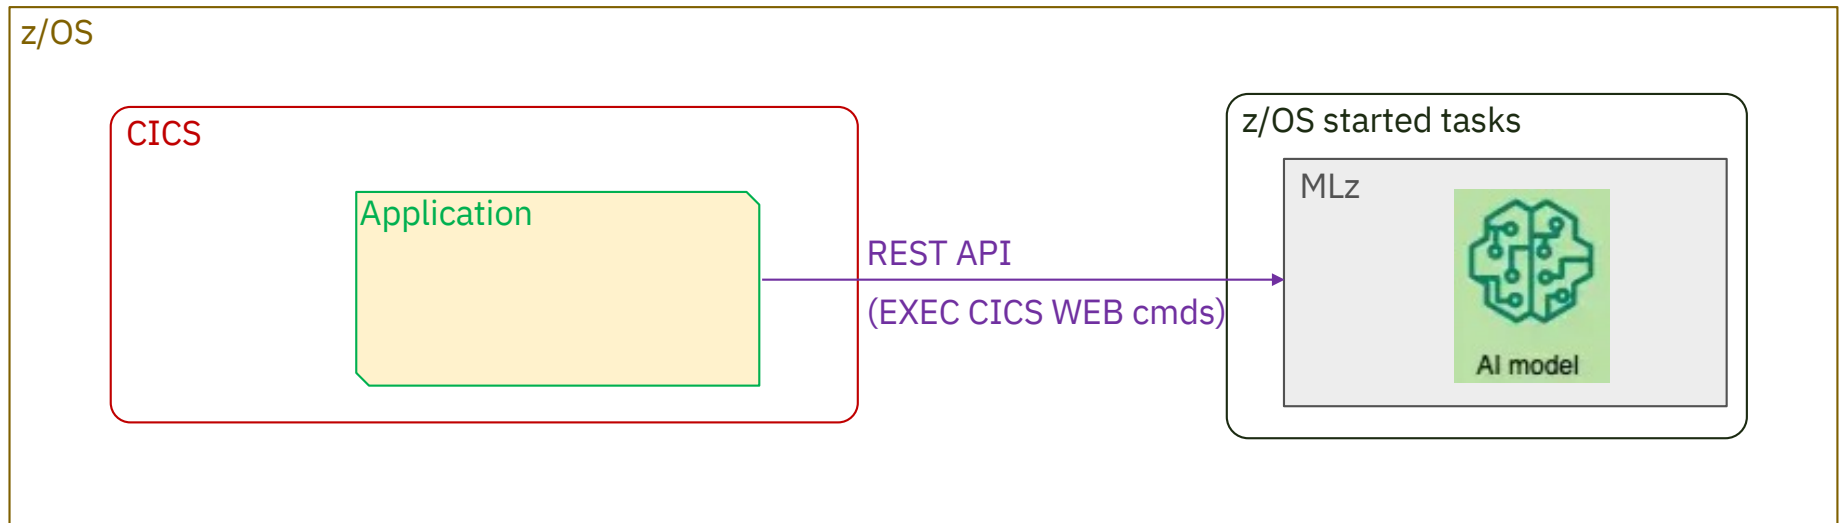 z/OS
CICS
Application
REST API
(EXEC CICS WEB cmds)
z/OS started tasks
MLz
AI model